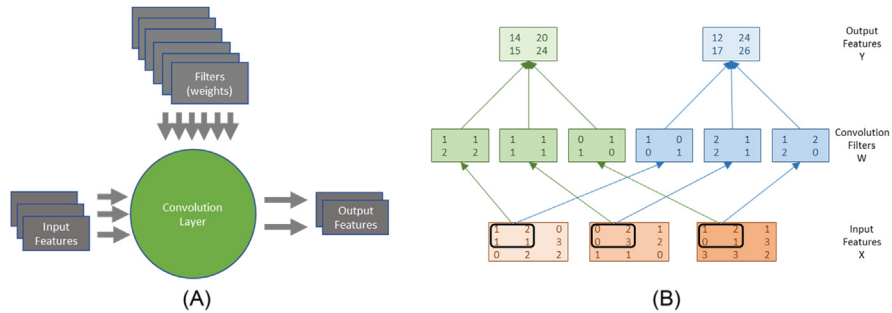 Filters
(weights)
Convolution
Layer
Input
Features
Output
Features
(A)
14 20
15 24
12 24
17 26
Output
Features
Y
1 1
2 2
1 1
1 1
0 1
1 0
1 0
0 1
2 1
2 1
1 2
2 0
Convolution
Filters
W
1 2 0
1 1 3
0 2 2
0 2 1
0 3 2
1 1 0
1 2 1
0 1 3
3 3 2
Input
Features
X
(B)